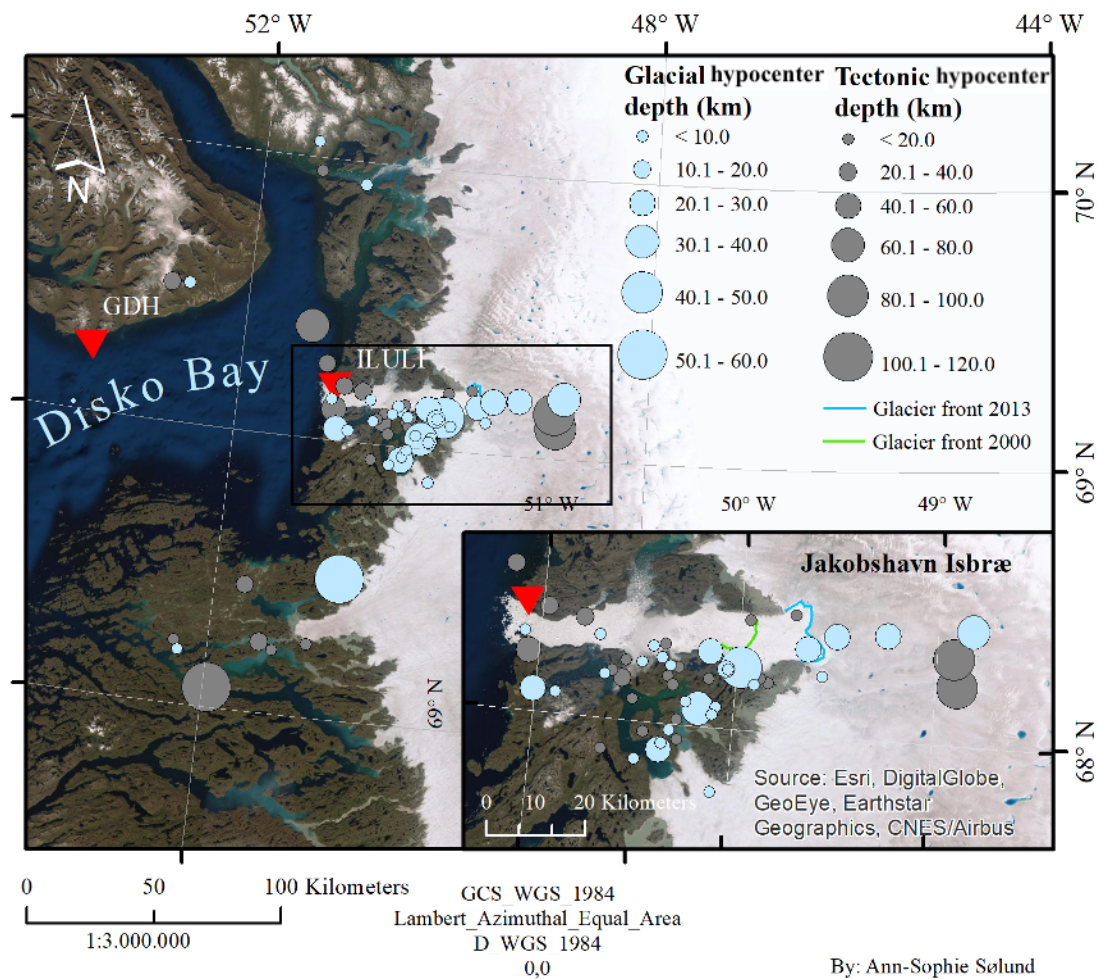 52° W
48° W
44° W
Glacial hypocenter
depth (km)
< 10.0
10.1 - 20.0
20.1 - 30.0
30.1 - 40.0
40.1 - 50.0
50.1 - 60.0
Tectonic hypocenter
depth (km)
< 20.0
20.1 - 40.0
40.1 - 60.0
60.1 - 80.0
80.1 - 100.0
100.1 - 120.0
Glacier front 2013
Glacier front 2000
N
70° N
GDH
ILULI
Disko Bay
69° N
51° W
50° W
49° W
Jakobshavn Isbræ
69° N
68° N
0 10 20 Kilometers
Source: Esri, DigitalGlobe,
GeoEye, Earthstar
Geographics, CNES/Airbus
0 50 100 Kilometers
1:3.000.000
GCS_WGS_1984
Lambert_Azimuthal_Equal_Area
D_WGS_1984
0,0
By: Ann-Sophie Sølund